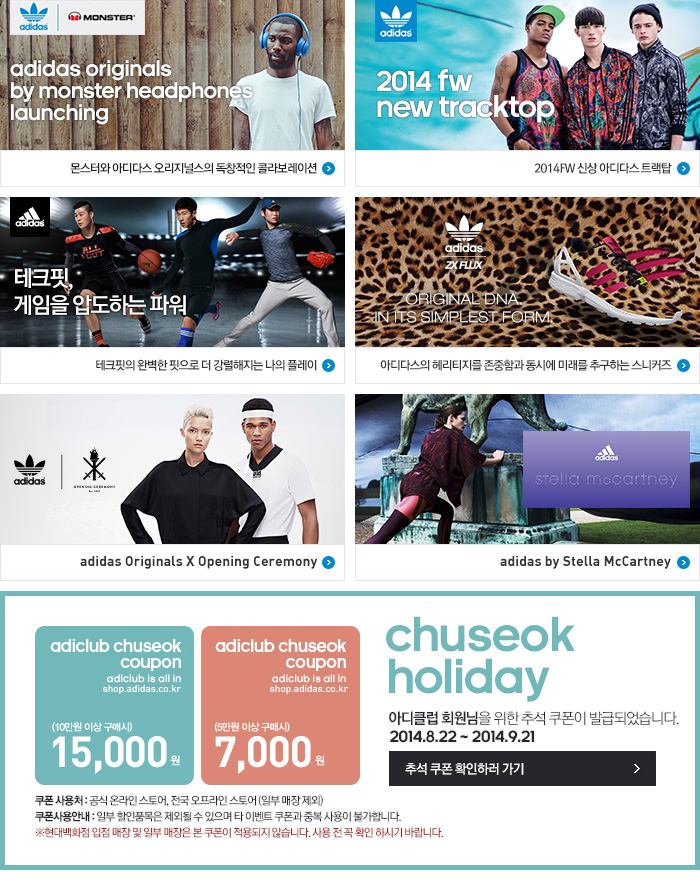 adidas
MONSTER
adidas originals
by monster headphones
launching
몬스터와 아디다스 오리지널스의 독창적인 콜라보레이션
adidas
2014 fw
new tracktop
2014FW 신상 아디다스 트랙탑
adidas
테크핏,
게임을 압도하는 파워
테크핏의 완벽한 핏으로 더 강렬해지는 나의 플레이
adidas
ZX FLUX
ORIGINAL DNA.
IN ITS SIMPLEST FORM.
아디다스의 헤리티지를 존중함과 동시에 미래를 추구하는 스니커즈
adidas
OPENING CEREMONY
adidas Originals X Opening Ceremony
adidas
stella mccartney
adidas by Stella McCartney
adiclub chuseok
coupon
adiclub is all in
shop.adidas.co.kr
(10만원 이상 구매시)
15,000 원
adiclub chuseok
coupon
adiclub is all in
shop.adidas.co.kr
(5만원 이상 구매시)
7,000 원
chuseok
holiday
아디클럽 회원님을 위한 추석 쿠폰이 발급되었습니다.
2014.8.22 ~ 2014.9.21
추석 쿠폰 확인하러 가기
쿠폰 사용처 : 공식 온라인 스토어, 전국 오프라인 스토어 (일부 매장 제외)
쿠폰사용안내 : 일부 할인품목은 제외될 수 있으며 타 이벤트 쿠폰과 중복 사용이 불가합니다.
※현대백화점 입점 매장 및 일부 매장은 본 쿠폰이 적용되지 않습니다. 사용 전 꼭 확인 하시기 바랍니다.